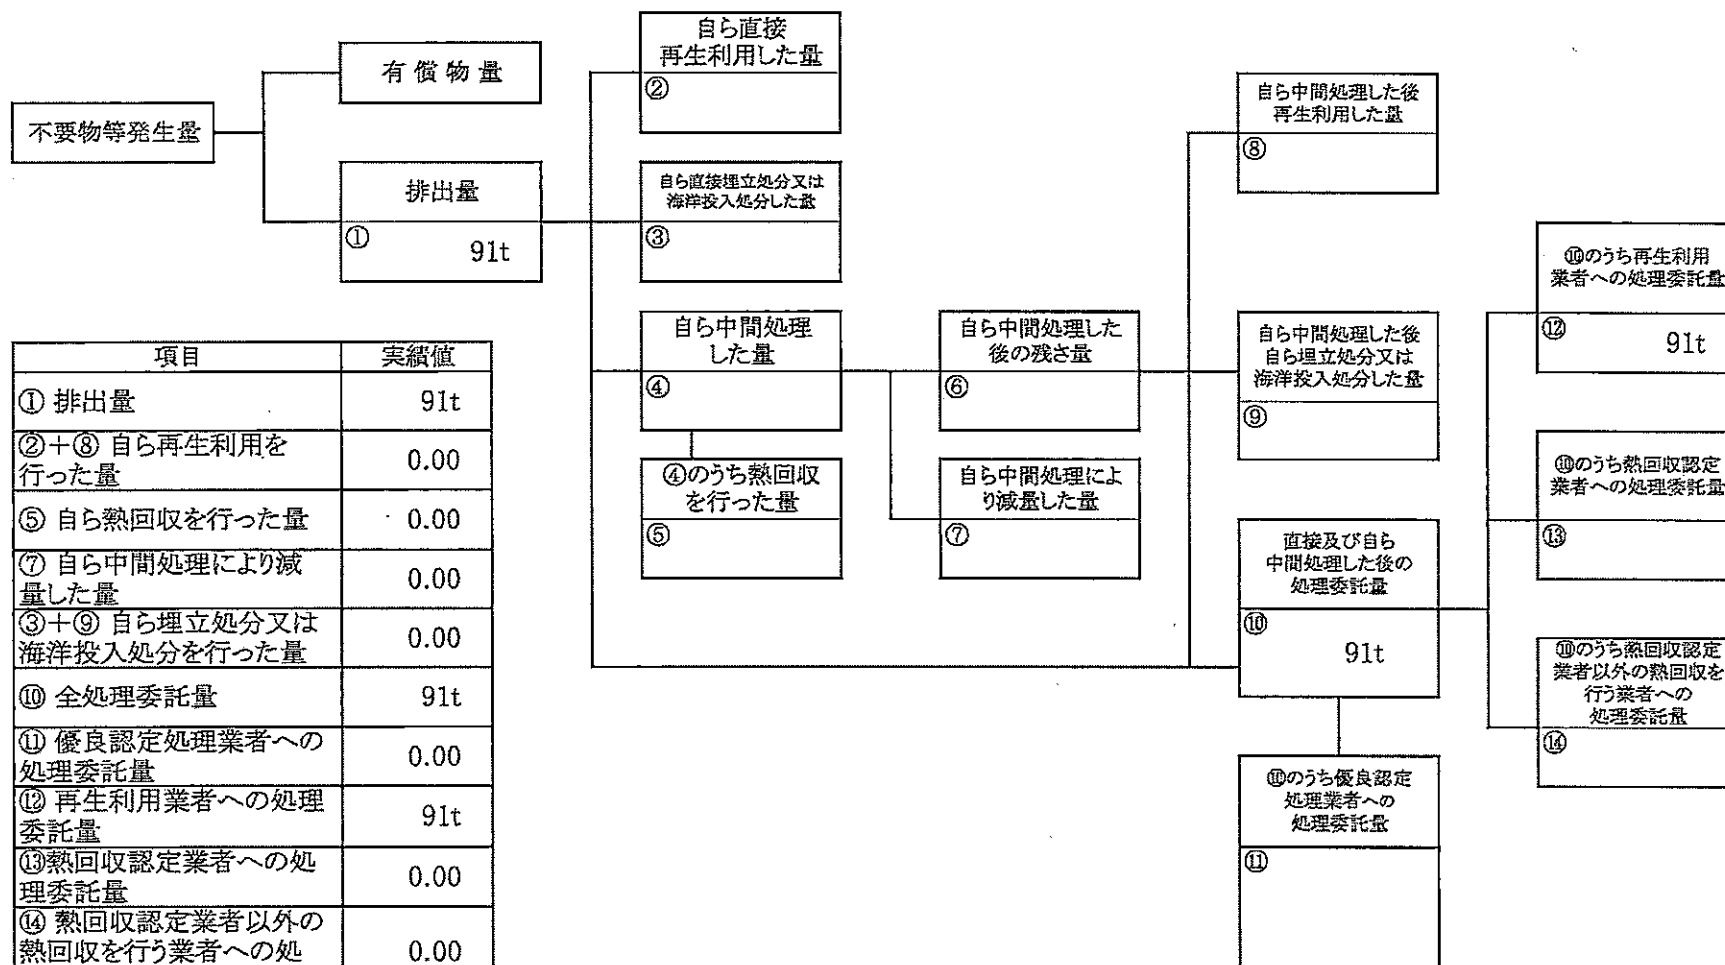 不要物等発生量
有償物量
排出量
①
91t
自ら直接
再生利用した量
②
自ら直接埋立処分又は
海洋投入処分した量
③
自ら中間処理
した量
④
④のうち熱回収
を行った量
⑤
自ら中間処理した
後の残さ量
⑥
自ら中間処理によ
り減量した量
⑦
自ら中間処理した後
再生利用した量
⑧
自ら中間処理した後
自ら埋立処分又は
海洋投入処分した量
⑨
直接及び自ら
中間処理した後の
処理委託量
⑩
91t
⑩のうち優良認定
処理業者への
処理委託量
⑪
⑩のうち再生利用
業者への処理委託量
⑫
91t
⑩のうち熱回収認定
業者への処理委託量
⑬
⑩のうち熱回収認定
業者以外の熱回収を
行う業者への
処理委託量
⑭
項目 実績値
① 排出量 91t
②+⑧ 自ら再生利用を
行った量 0.00
⑤ 自ら熱回収を行った量 0.00
⑦ 自ら中間処理により減
量した量 0.00
③+⑨ 自ら埋立処分又は
海洋投入処分を行った量 0.00
⑩ 全処理委託量 91t
⑪ 優良認定処理業者への
処理委託量 0.00
⑫ 再生利用業者への処理
委託量 91t
⑬熱回収認定業者への処
理委託量 0.00
⑭ 熱回収認定業者以外の
熱回収を行う業者への処 0.00